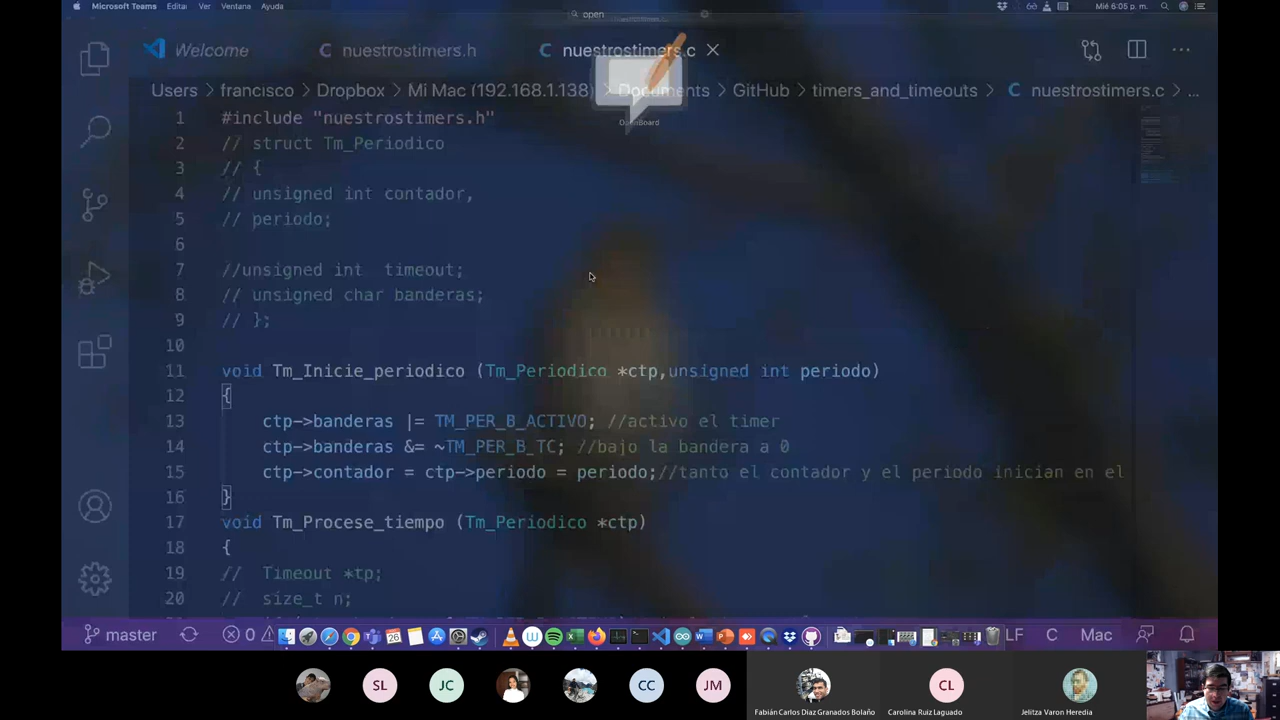 Microsoft Teams Editar Ver Ventana Ayuda
Mié 6:05 p. m.
open
Welcome
nuestrostimers.h
nuestrostimers.c
OpenBoard
Users > francisco > Dropbox > Mi Mac (192.168.1.138) > Documents > GitHub > timers_and_timeouts > C nuestrostimers.c > ...
1 #include "nuestrostimers.h"
2 // struct Tm_Periodico
3 // {
4 // unsigned int contador,
5 // periodo;
6
7 //unsigned int timeout;
8 // unsigned char banderas;
9 // };
10
11 void Tm_Inicie_periodico (Tm_Periodico *ctp,unsigned int periodo)
12 {
13 ctp->banderas |= TM_PER_B_ACTIVO; //activo el timer
14 ctp->banderas &= ~TM_PER_B_TC; //bajo la bandera a 0
15 ctp->contador = ctp->periodo = periodo;//tanto el contador y el periodo inician en el
16 }
17 void Tm_Procese_tiempo (Tm_Periodico *ctp)
18 {
19 // Timeout *tp;
20 // size_t n;
master
0
LF C Mac
SL JC CC JM CL
Fabián Carlos Diaz Granados Bolaño
Carolina Ruiz Laguado
Jelitza Varon Heredia